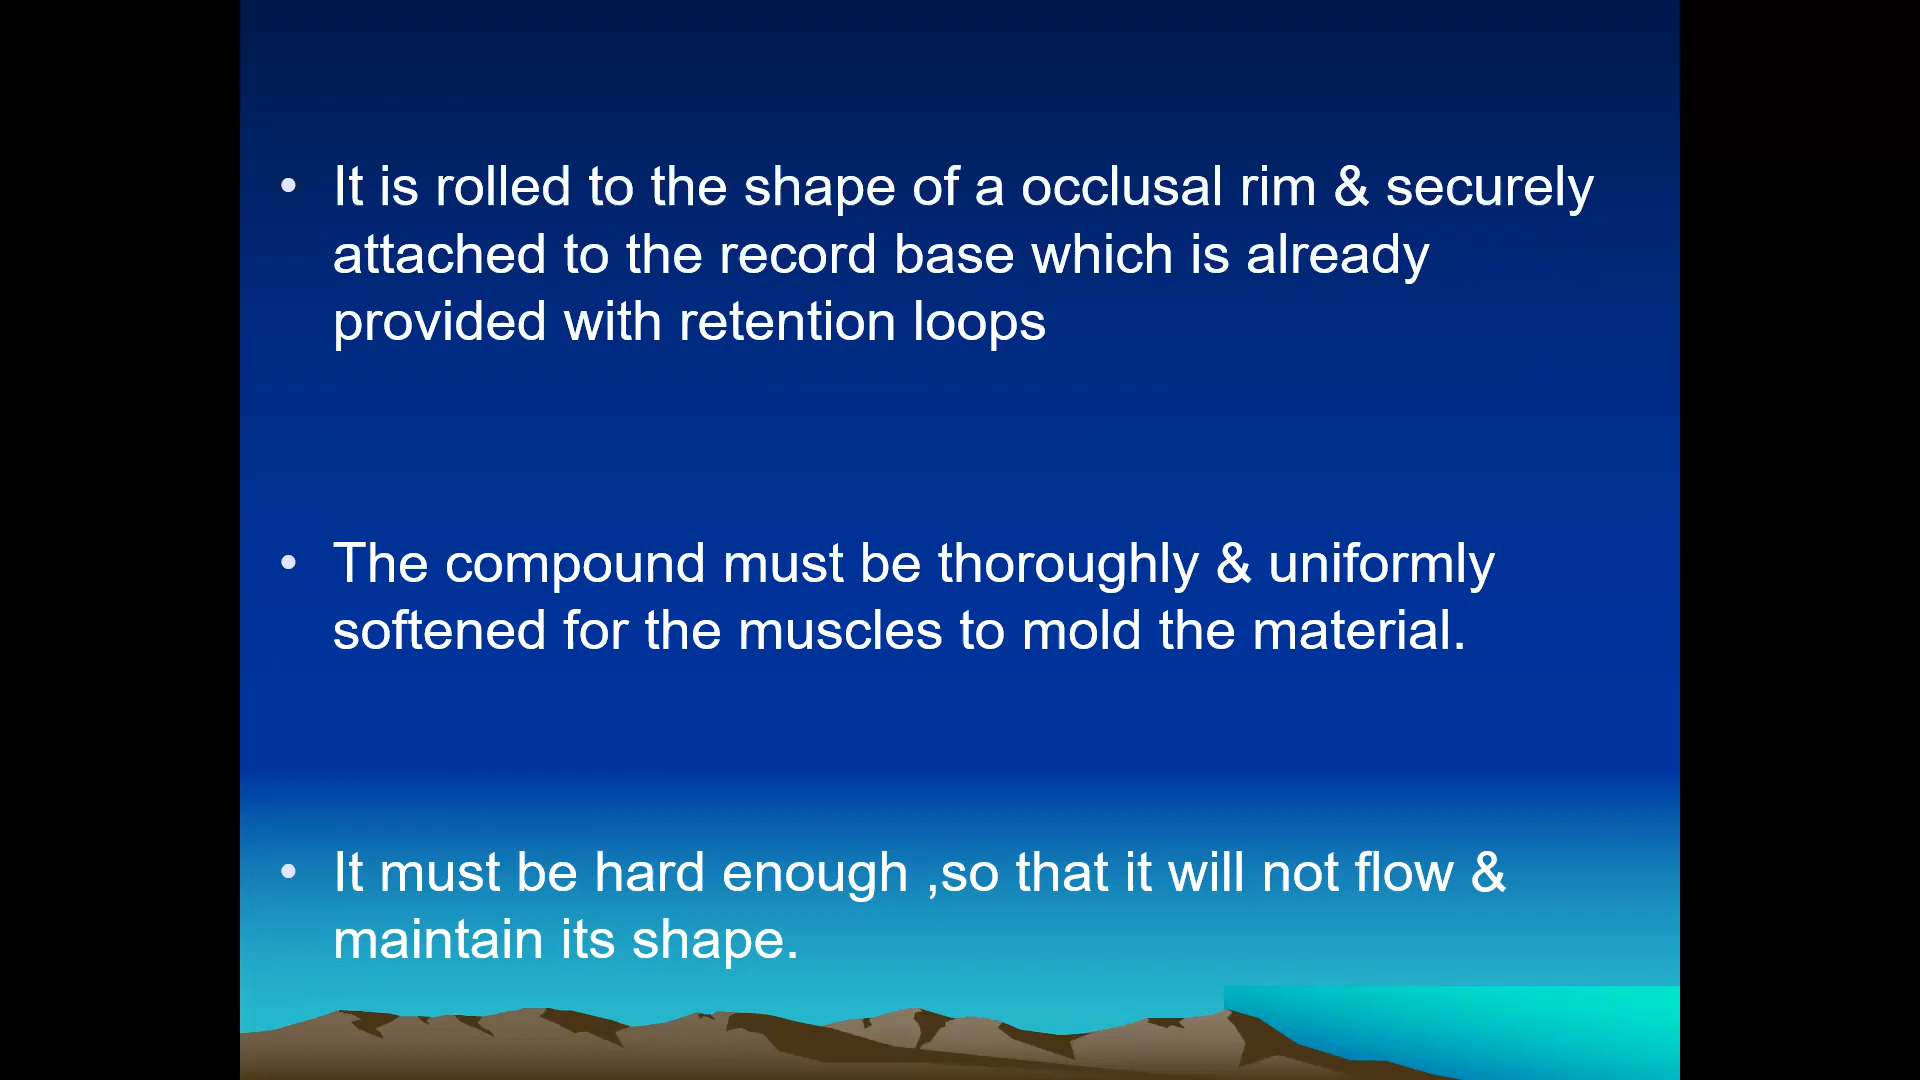 • It is rolled to the shape of a occlusal rim & securely
attached to the record base which is already
provided with retention loops
• The compound must be thoroughly & uniformly
softened for the muscles to mold the material.
• It must be hard enough ,so that it will not flow &
maintain its shape.